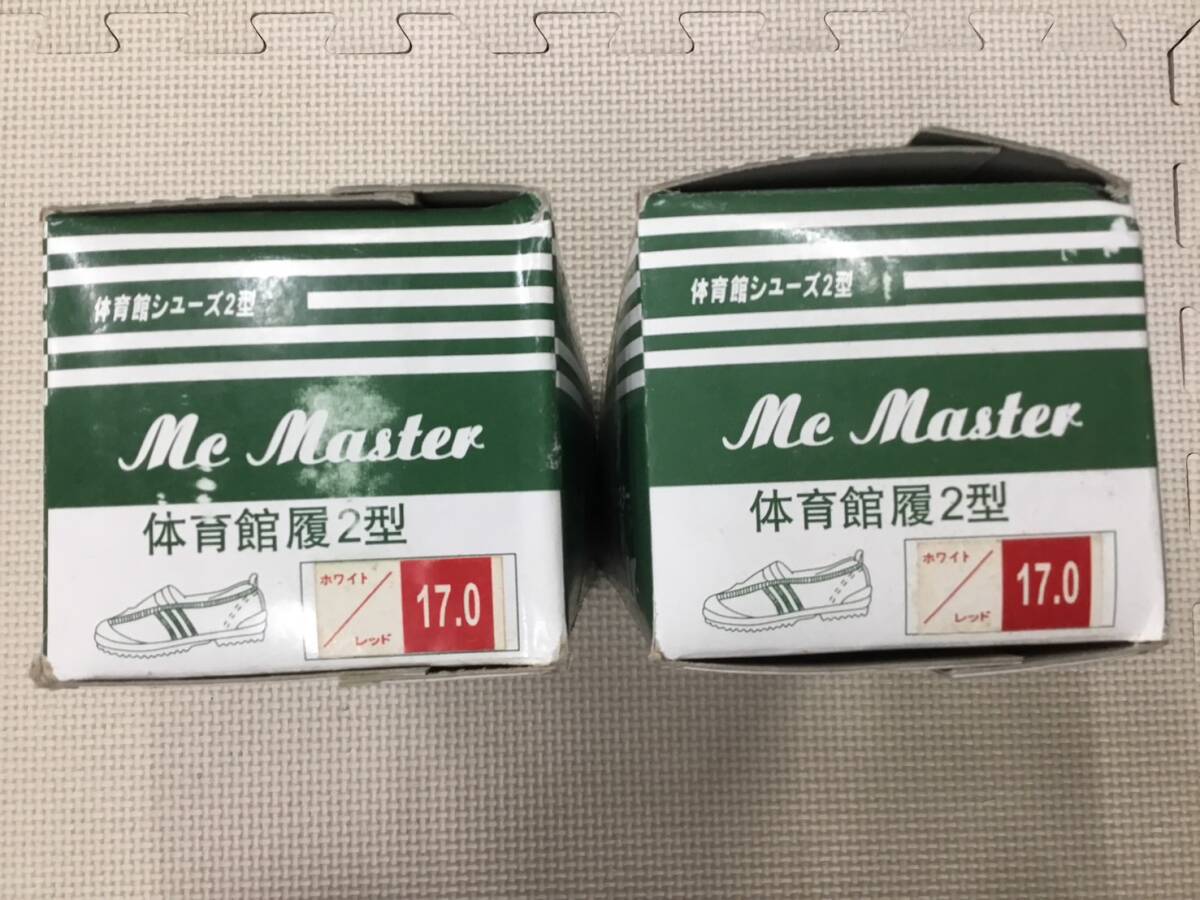 体育館シューズ2型
Mc Master
体育館履2型
ホワイト
レッド
17.0
体育館シューズ2型
Mc Master
体育館履2型
ホワイト
レッド
17.0